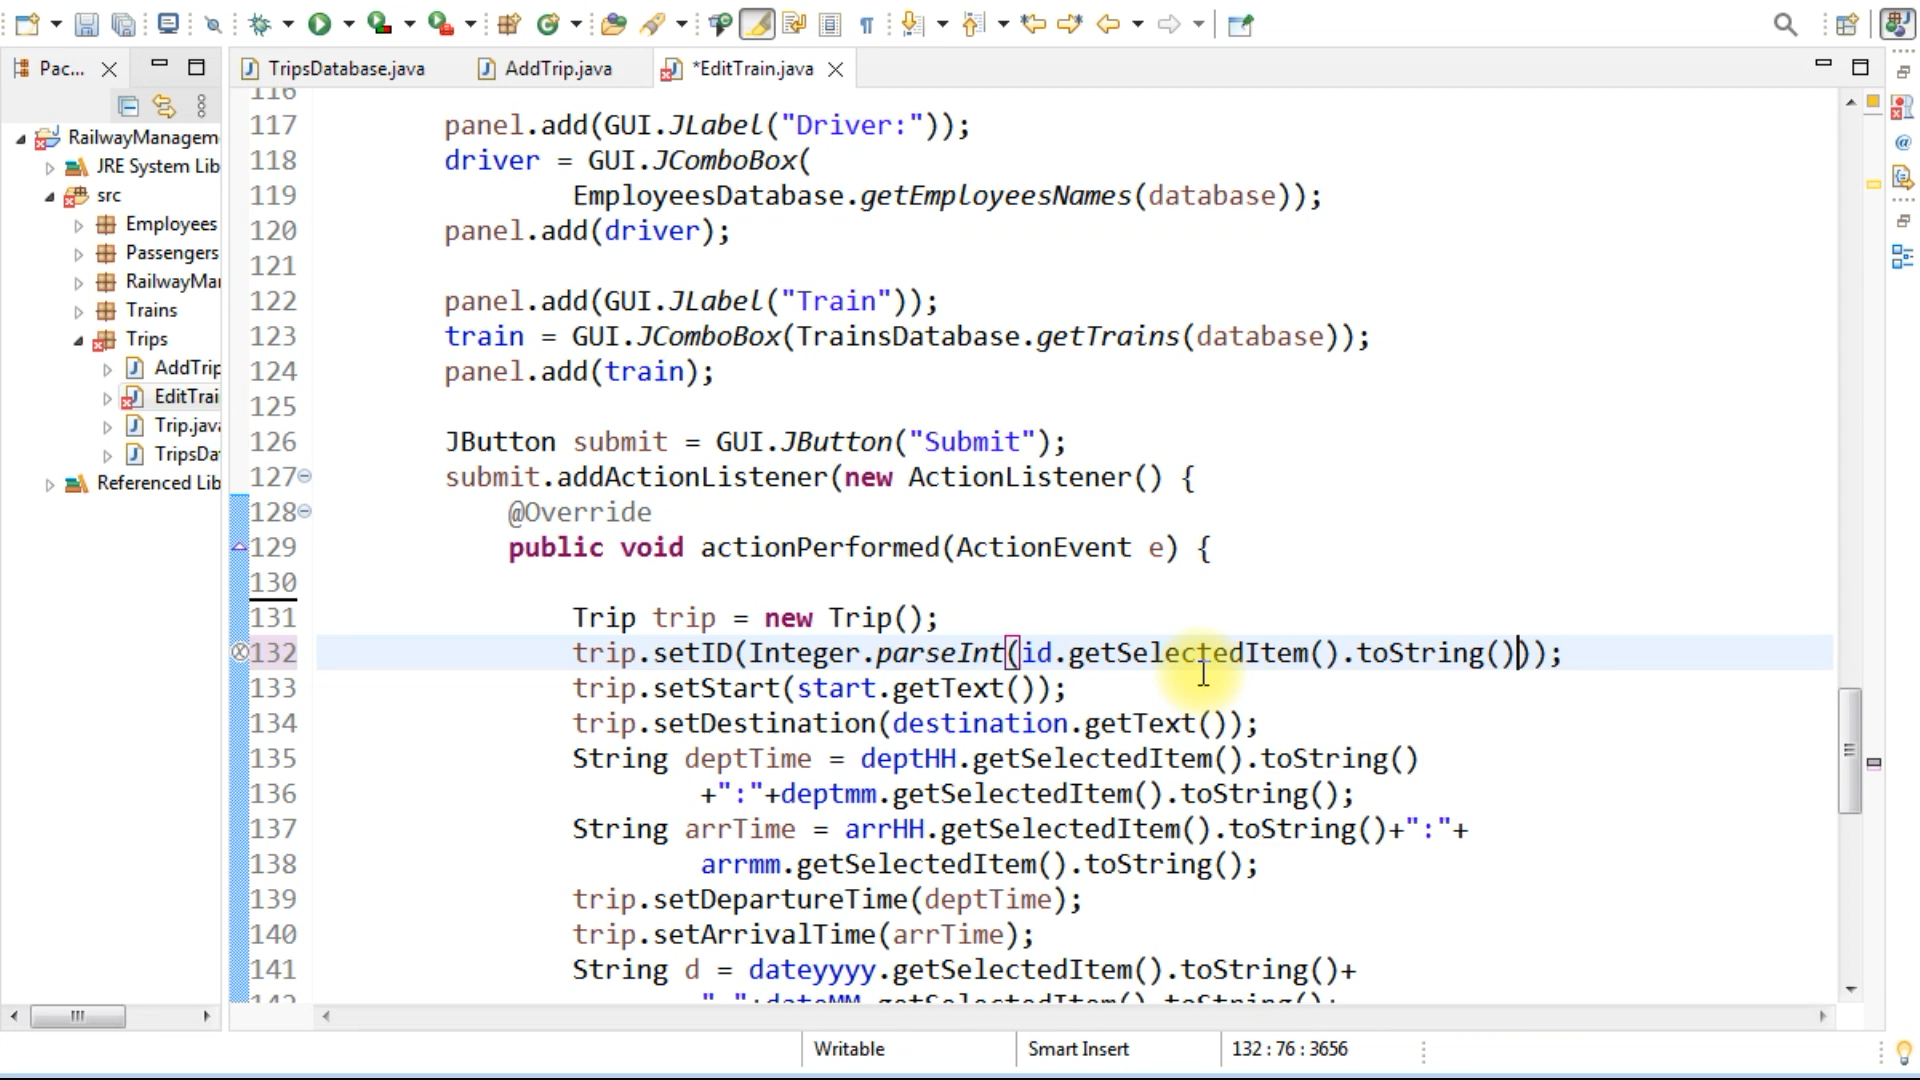 Pac...
TripsDatabase.java
AddTrip.java
*EditTrain.java
RailwayManagem
JRE System Lib
src
Employees
Passengers
RailwayMar
Trains
Trips
AddTrip
EditTrai
Trip.java
TripsDat
Referenced Lib
116
117 panel.add(GUI.JLabel("Driver:"));
118 driver = GUI.JComboBox(
119 EmployeesDatabase.getEmployeesNames(database));
120 panel.add(driver);
121
122 panel.add(GUI.JLabel("Train"));
123 train = GUI.JComboBox(TrainsDatabase.getTrains(database));
124 panel.add(train);
125
126 JButton submit = GUI.JButton("Submit");
127 submit.addActionListener(new ActionListener() {
128 @Override
129 public void actionPerformed(ActionEvent e) {
130
131 Trip trip = new Trip();
132 trip.setID(Integer.parseInt(id.getSelectedItem().toString()));
133 trip.setStart(start.getText());
134 trip.setDestination(destination.getText());
135 String deptTime = deptHH.getSelectedItem().toString()
136 +":"+deptmm.getSelectedItem().toString();
137 String arrTime = arrHH.getSelectedItem().toString()+":"+
138 arrmm.getSelectedItem().toString();
139 trip.setDepartureTime(deptTime);
140 trip.setArrivalTime(arrTime);
141 String d = dateyyyy.getSelectedItem().toString()+
142 "-"+dateMM.getSelectedItem().toString()+
Writable
Smart Insert
132 : 76 : 3656